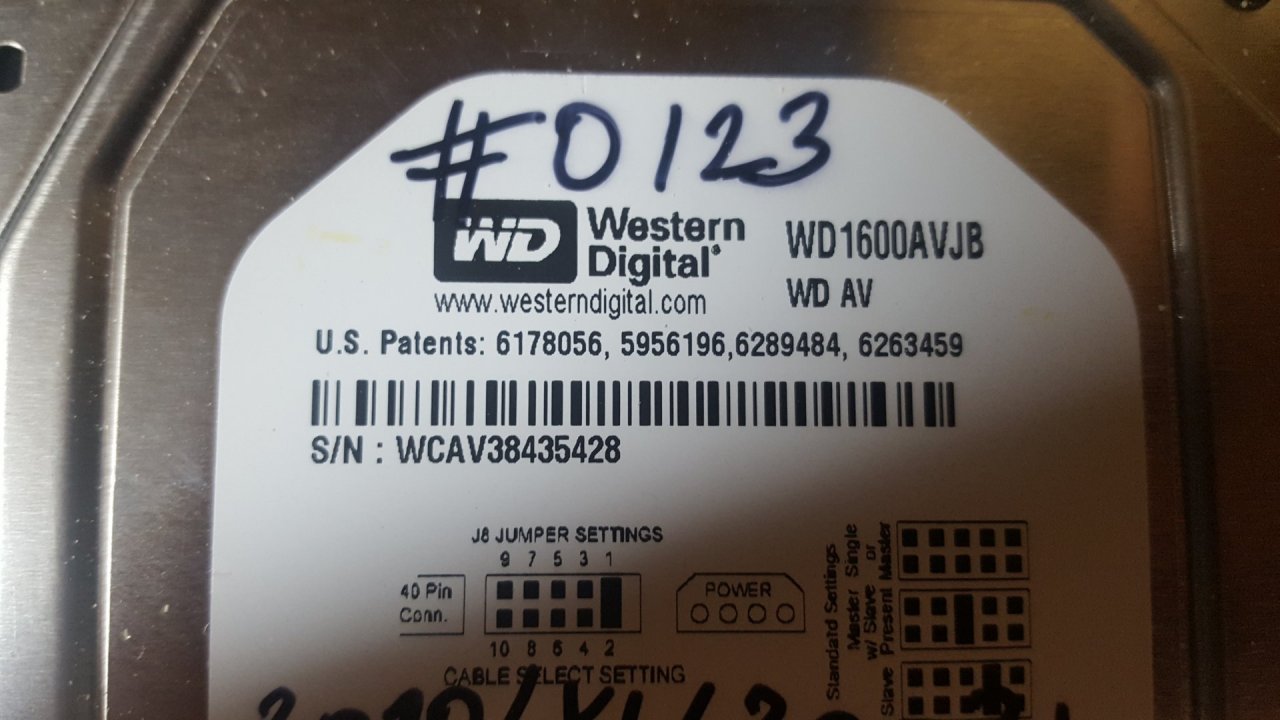 #0123
WD Western Digital
WD1600AVJB
WD AV
www.westerndigital.com
U.S. Patents: 6178056, 5956196,6289484, 6263459
S/N : WCAV38435428
J8 JUMPER SETTINGS
9 7 5 3 1
40 Pin Conn.
POWER
10 8 6 4 2
CABLE SELECT SETTING
Standard Settings
Single or Master
Master w/ Slave Present
Slave